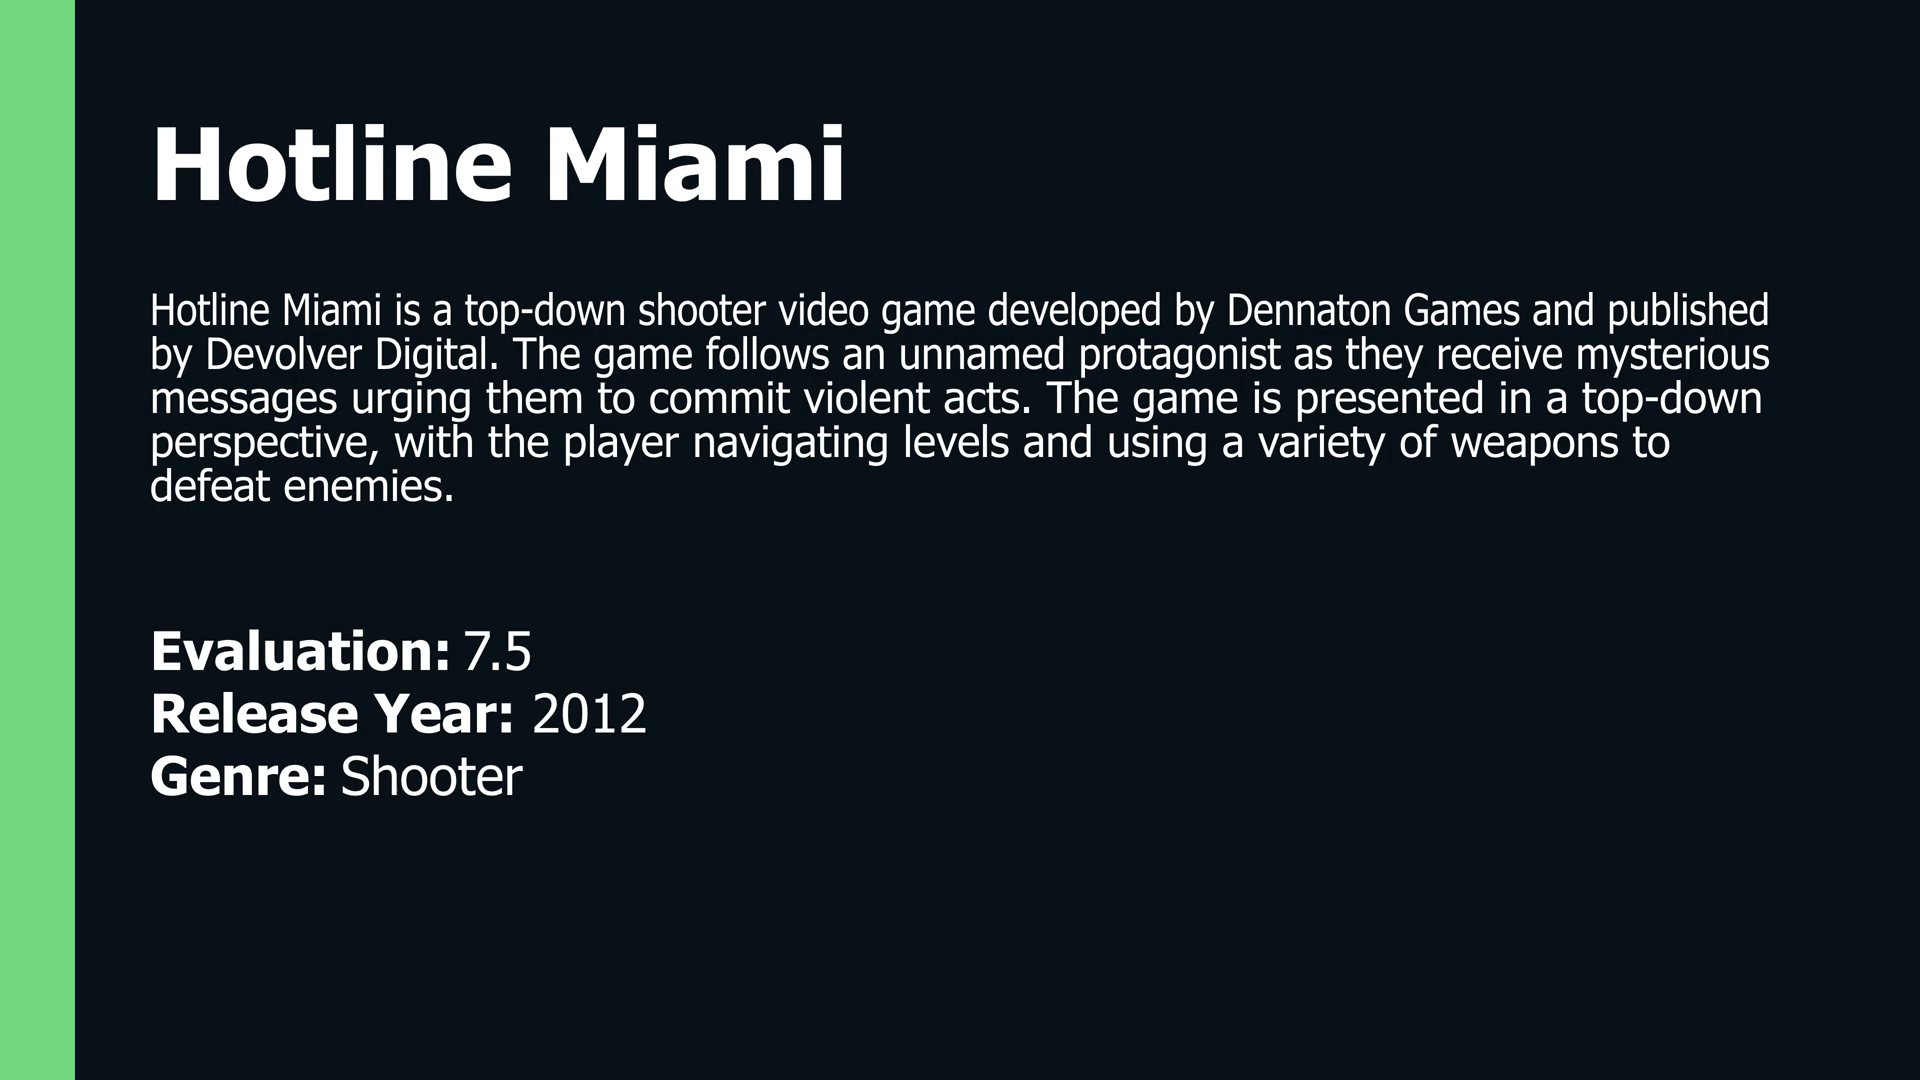 Hotline Miami
Hotline Miami is a top-down shooter video game developed by Dennaton Games and published
by Devolver Digital. The game follows an unnamed protagonist as they receive mysterious
messages urging them to commit violent acts. The game is presented in a top-down
perspective, with the player navigating levels and using a variety of weapons to
defeat enemies.
Evaluation: 7.5
Release Year: 2012
Genre: Shooter